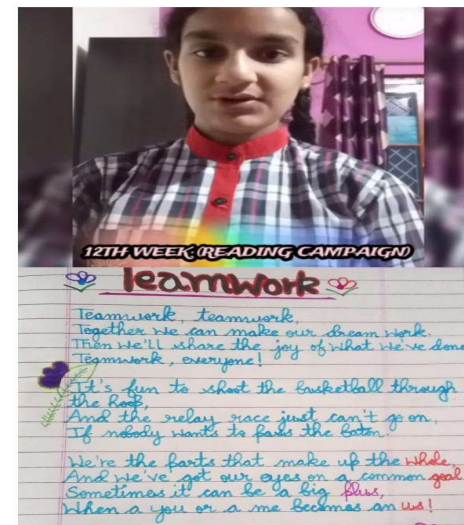 12TH WEEK (READING CAMPAIGN)
Teamwork
Teamwork, teamwork,
Together we can make our dream work.
Then we'll share the joy of what we've done
Teamwork, everyone!
It's fun to shoot the basketball through
the hoop,
And the relay race just can't go on,
If nobody wants to pass the baton.
We're the parts that make up the whole,
And we've got our eyes on a common goal
Sometimes it can be a big plus,
When a you or a me becomes an us!